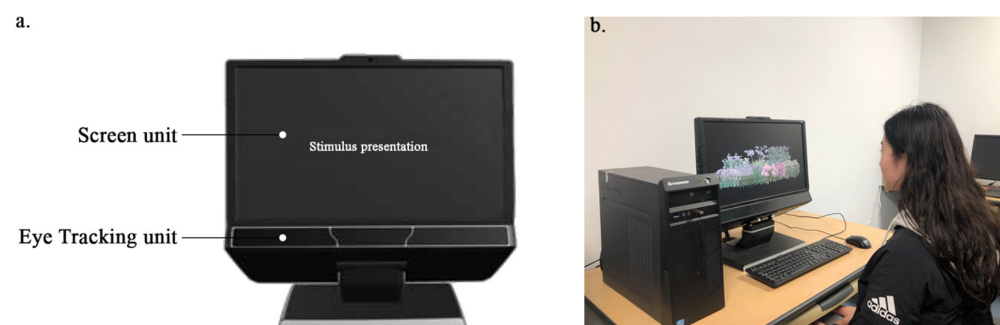 a.
b.
Screen unit
Stimulus presentation
Eye Tracking unit
lenovo
adidas